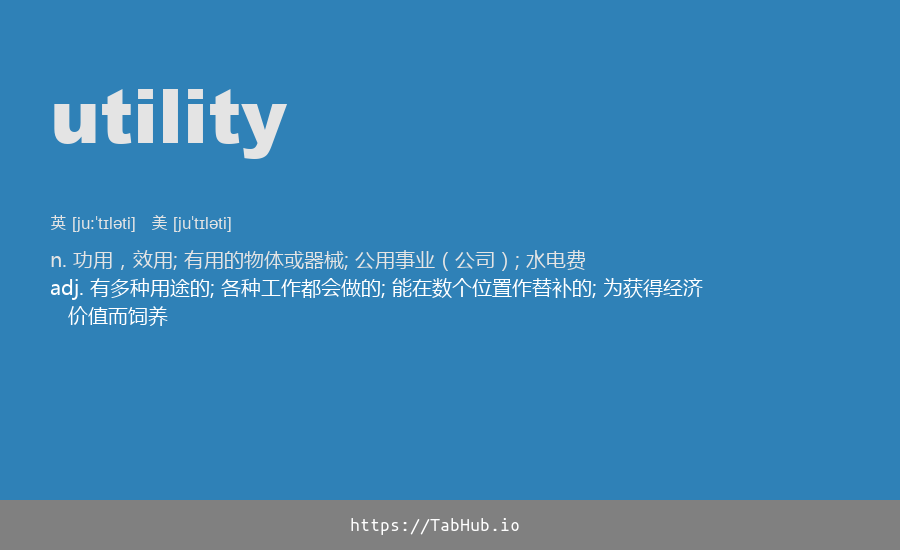 utility
英 [ju:ˈtɪləti] 美 [juˈtɪləti]
n. 功用，效用; 有用的物体或器械; 公用事业（公司）; 水电费
adj. 有多种用途的; 各种工作都会做的; 能在数个位置作替补的; 为获得经济
价值而饲养
https://TabHub.io